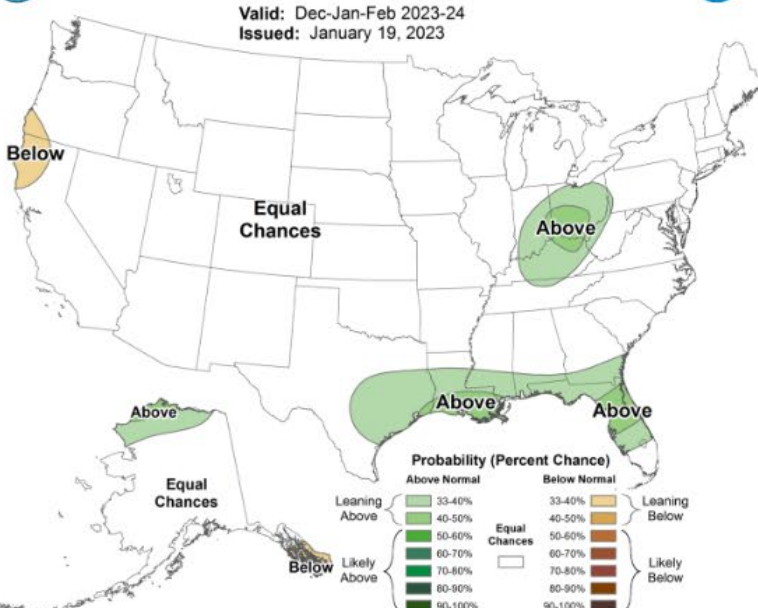 Valid: Dec-Jan-Feb 2023-24
Issued: January 19, 2023
Below
Equal
Chances
Above
Above
Above
Above
Equal
Chances
Below
Probability (Percent Chance)
Above Normal
Below Normal
Leaning
Above
33-40%
40-50%
Likely
Above
50-60%
60-70%
70-80%
80-90%
90-100%
Equal
Chances
33-40%
40-50%
Leaning
Below
50-60%
60-70%
70-80%
80-90%
90-100%
Likely
Below